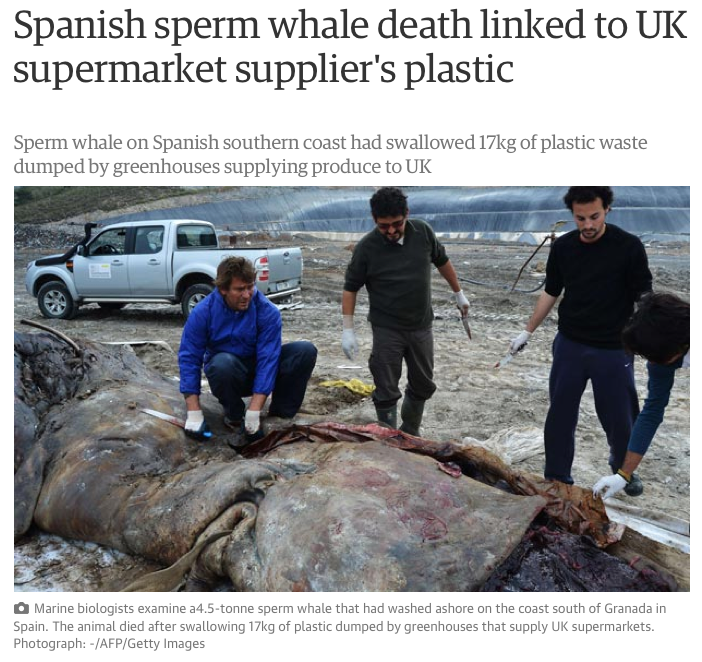 Spanish sperm whale death linked to UK
supermarket supplier's plastic
Sperm whale on Spanish southern coast had swallowed 17kg of plastic waste
dumped by greenhouses supplying produce to UK
Marine biologists examine a4.5-tonne sperm whale that had washed ashore on the coast south of Granada in
Spain. The animal died after swallowing 17kg of plastic dumped by greenhouses that supply UK supermarkets.
Photograph: -/AFP/Getty Images